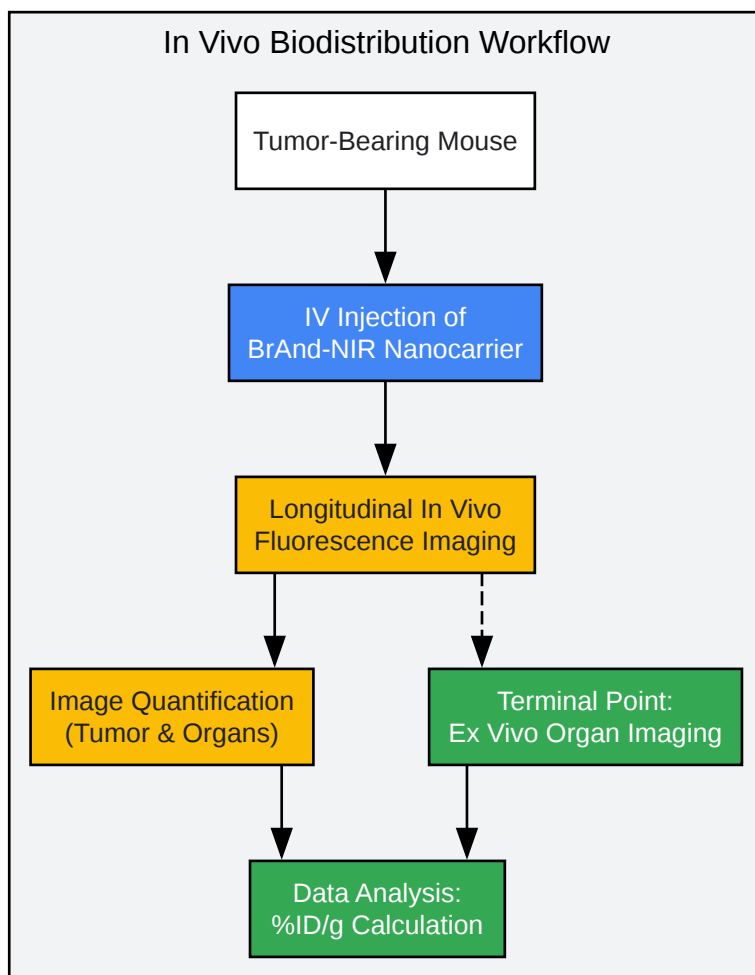 In Vivo Biodistribution Workflow
Tumor-Bearing Mouse
IV Injection of
BrAnd-NIR Nanocarrier
Longitudinal In Vivo
Fluorescence Imaging
Image Quantification
(Tumor & Organs)
Terminal Point:
Ex Vivo Organ Imaging
Data Analysis:
%ID/g Calculation